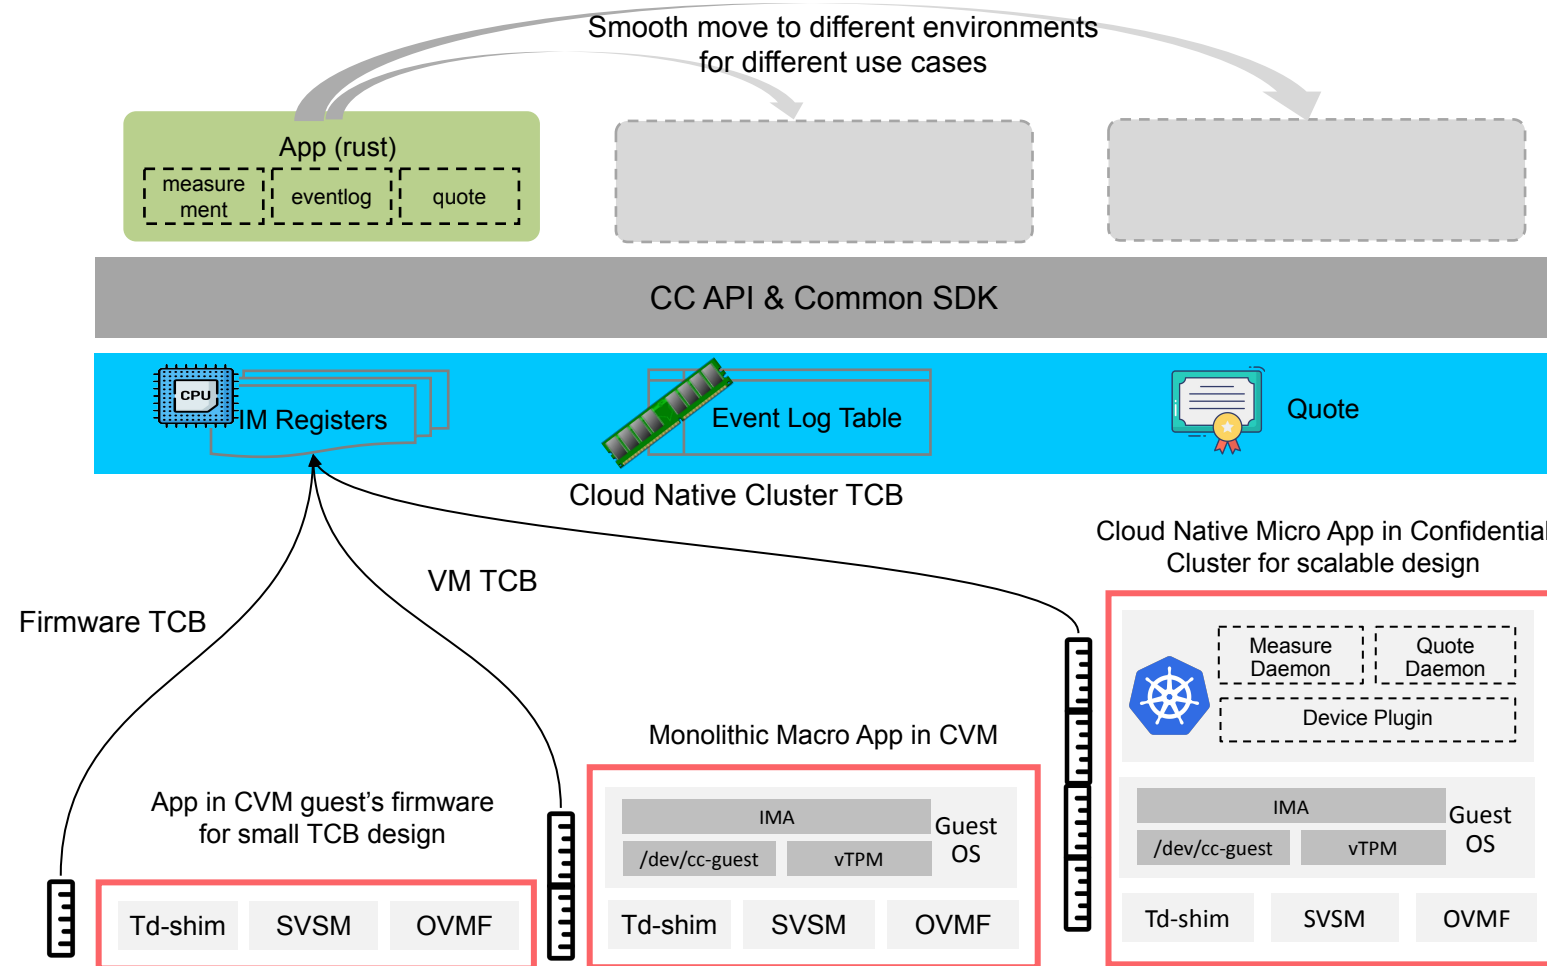 Smooth move to different environments
for different use cases
App (rust)
measure
ment
eventlog
quote
CC API & Common SDK
CPU
IM Registers
Event Log Table
Quote
Cloud Native Cluster TCB
Cloud Native Micro App in Confidential
Cluster for scalable design
VM TCB
Firmware TCB
Measure
Daemon
Quote
Daemon
Device Plugin
Monolithic Macro App in CVM
App in CVM guest's firmware
for small TCB design
IMA
Guest
OS
/dev/cc-guest
vTPM
IMA
Guest
OS
/dev/cc-guest
vTPM
Td-shim
SVSM
OVMF
Td-shim
SVSM
OVMF
Td-shim
SVSM
OVMF